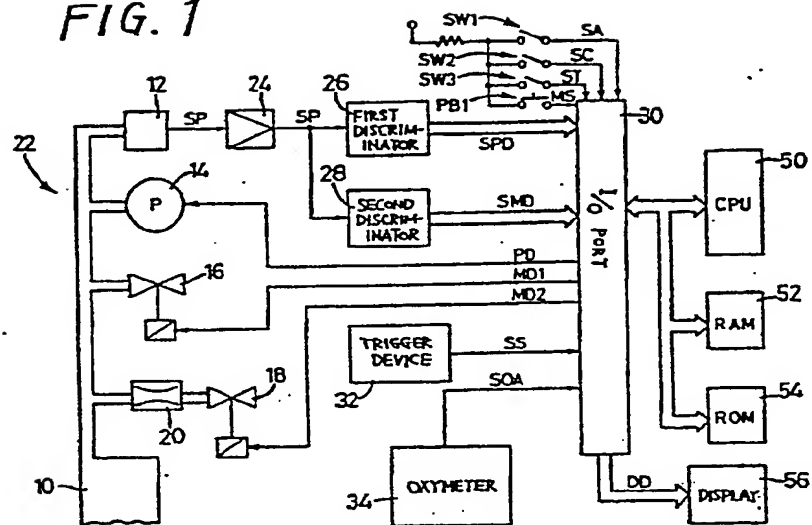 FIG. 1
SW1
SA
SW2
SC
SW3
ST
PB1
MS
12
24
26
30
SP
SP
FIRST
DISCRIM-
INATOR
SPD
22
14
28
50
P
SECOND
DISCRIM-
INATOR
SMD
I/O PORT
CPU
PD
16
MD1
MD2
52
RAM
TRIGGER
DEVICE
SS
32
18
SOA
54
20
ROM
10
34
OXYMETER
DD
56
DISPLAY